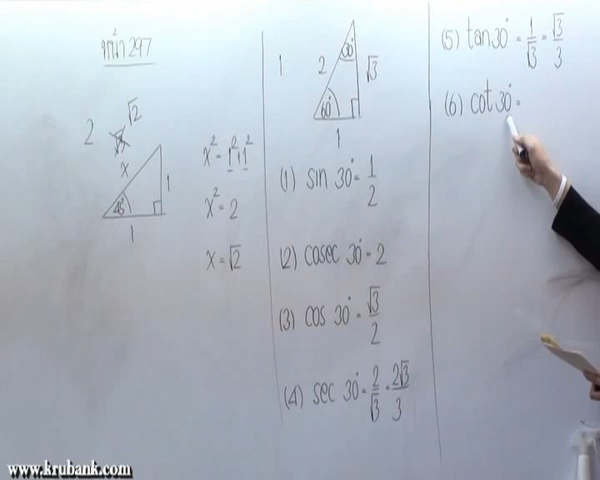 หน้า 297
2
√2
x
1
45°
1
x² = 1² + 1²
x² = 2
x = √2
1
2
30°
√3
60°
1
(1) sin 30° = 1/2
(2) cosec 30° = 2
(3) cos 30° = √3/2
(4) sec 30° = 2/√3 = 2√3/3
(5) tan 30° = 1/√3 = √3/3
(6) cot 30° =
www.krubank.com